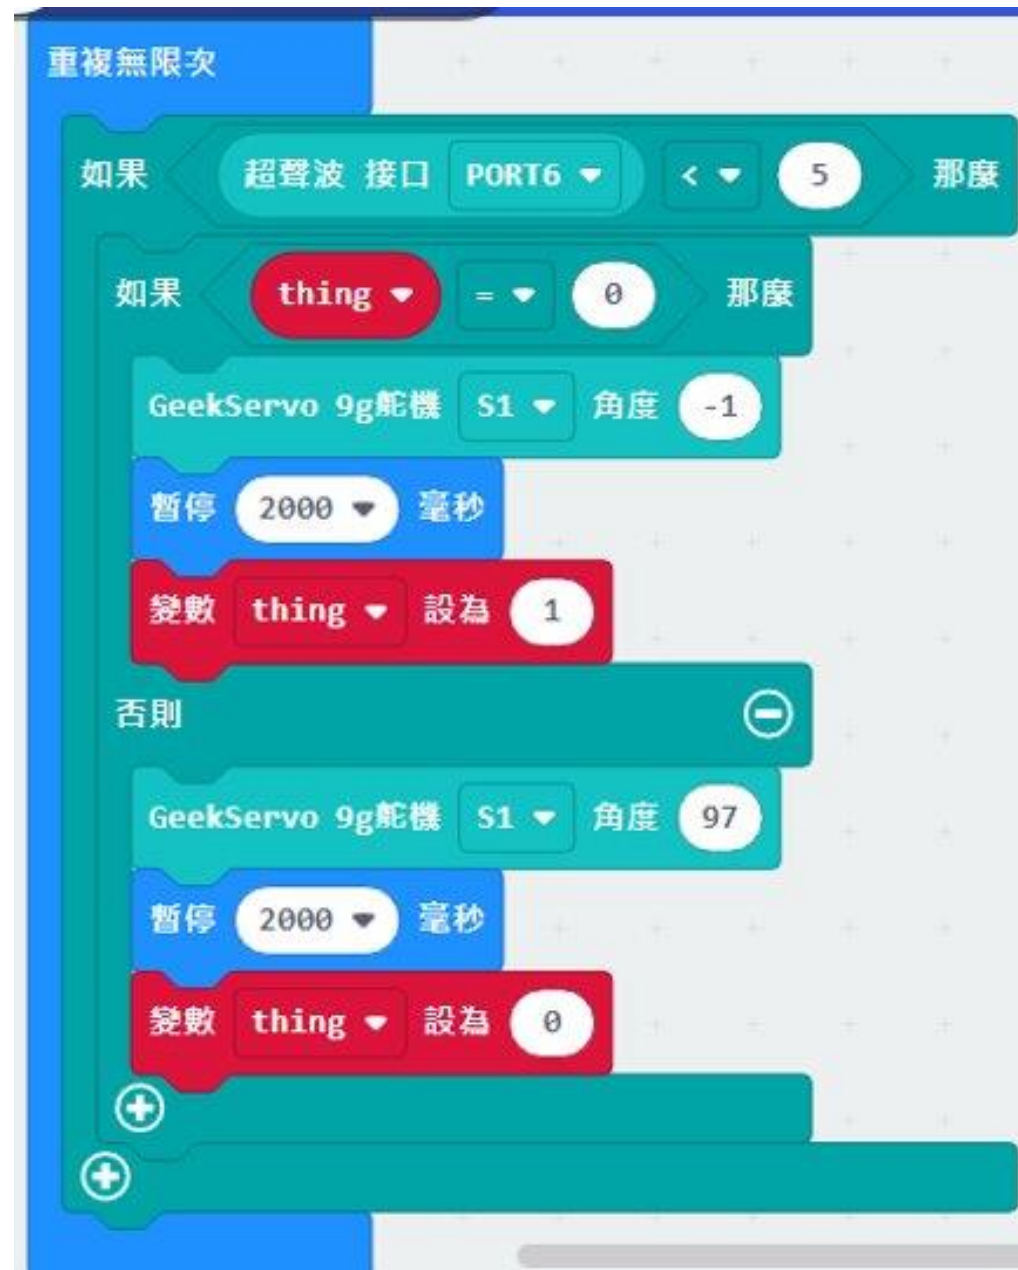 重複無限次
如果 超聲波 接口 PORT6 < 5 那麼
如果 thing = 0 那麼
GeekServo 9g舵機 S1 角度 -1
暫停 2000 毫秒
變數 thing 設為 1
否則
GeekServo 9g舵機 S1 角度 97
暫停 2000 毫秒
變數 thing 設為 0